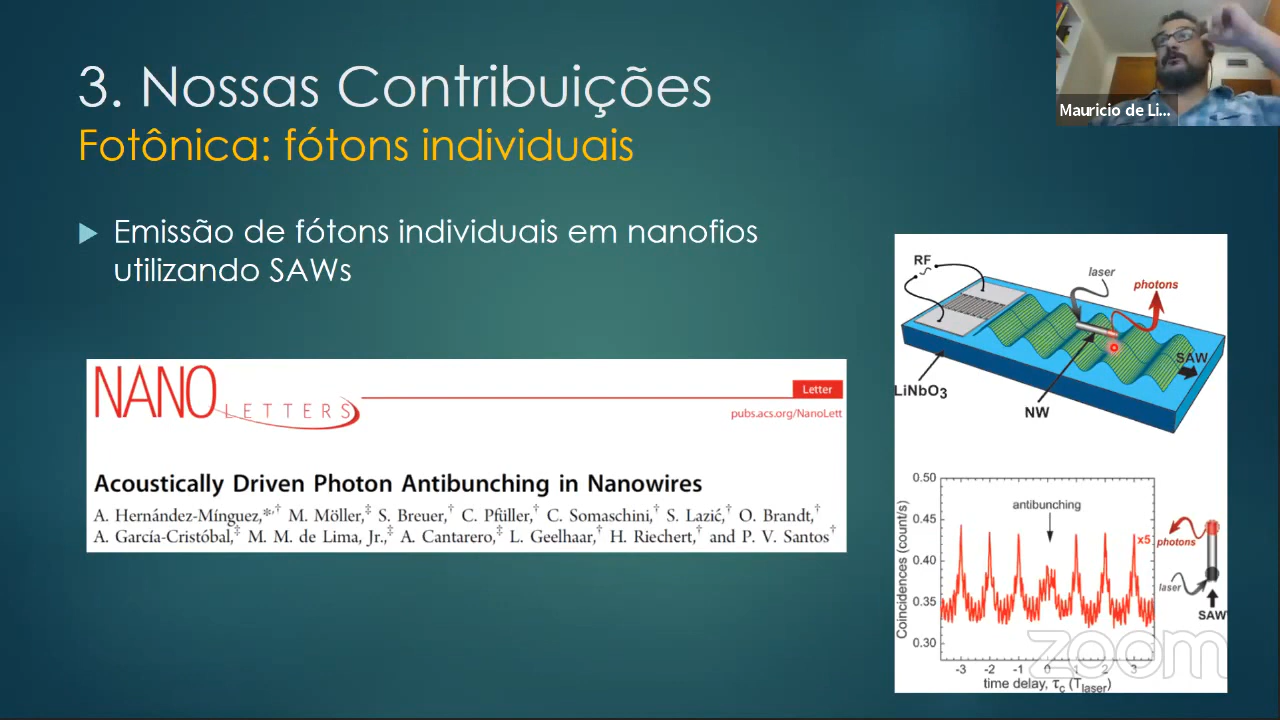 3. Nossas Contribuições
Fotônica: fótons individuais
Emissão de fótons individuais em nanofios
utilizando SAWs
NANO LETTERS
Letter
pubs.acs.org/NanoLett
Acoustically Driven Photon Antibunching in Nanowires
A. Hernández-Mínguez,*,† M. Möller,‡ S. Breuer,† C. Pfüller,† C. Somaschini,† S. Lazić,† O. Brandt,†
A. García-Cristóbal,‡ M. M. de Lima, Jr.,‡ A. Cantarero,‡ L. Geelhaar,† H. Riechert,† and P. V. Santos†
Mauricio de Li...
RF
laser
photons
SAW
LiNbO3
NW
0.50
0.45
0.40
0.35
0.30
Coincidences (count/s)
antibunching
x5
-3 -2 -1 0 1 2 3
time delay, τc (Tlaser)
photons
laser
SAW
zoom